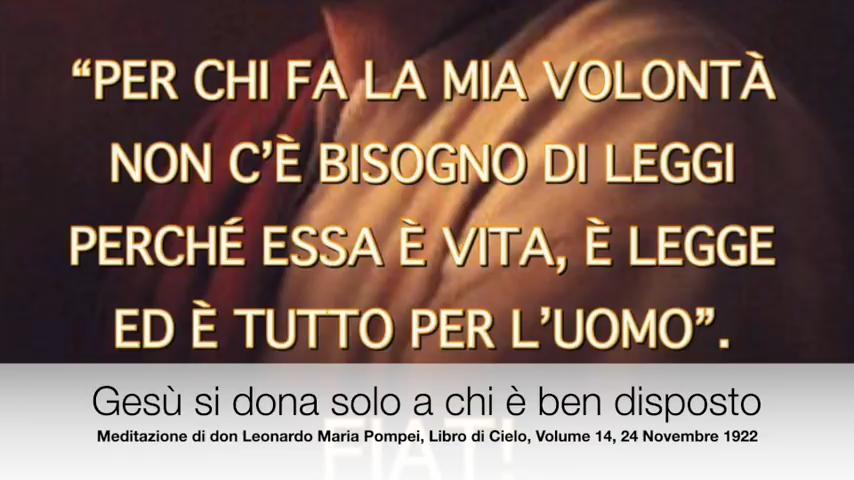 “PER CHI FA LA MIA VOLONTÀ
NON C’È BISOGNO DI LEGGI
PERCHÉ ESSA È VITA, È LEGGE
ED È TUTTO PER L’UOMO”.
Gesù si dona solo a chi è ben disposto
Meditazione di don Leonardo Maria Pompei, Libro di Cielo, Volume 14, 24 Novembre 1922
FIAT!